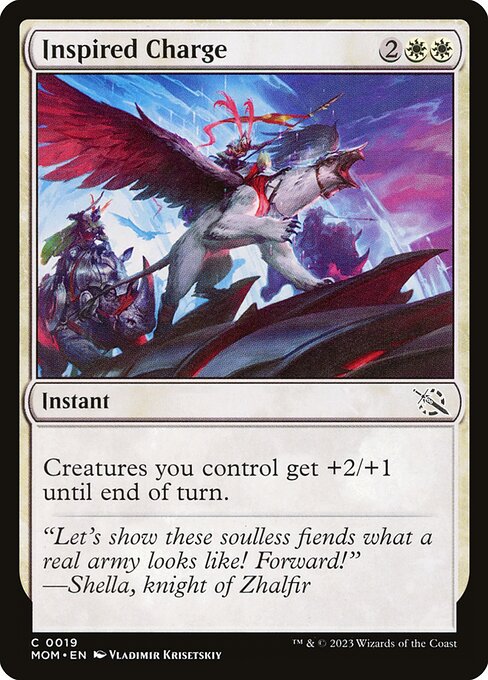 Inspired Charge 2
Instant
Creatures you control get +2/+1
until end of turn.
“Let’s show these soulless fiends what a
real army looks like! Forward!”
—Shella, knight of Zhalfir
C 0019
MOM • EN Vladimir Krisetskiy
™ & © 2023 Wizards of the Coast